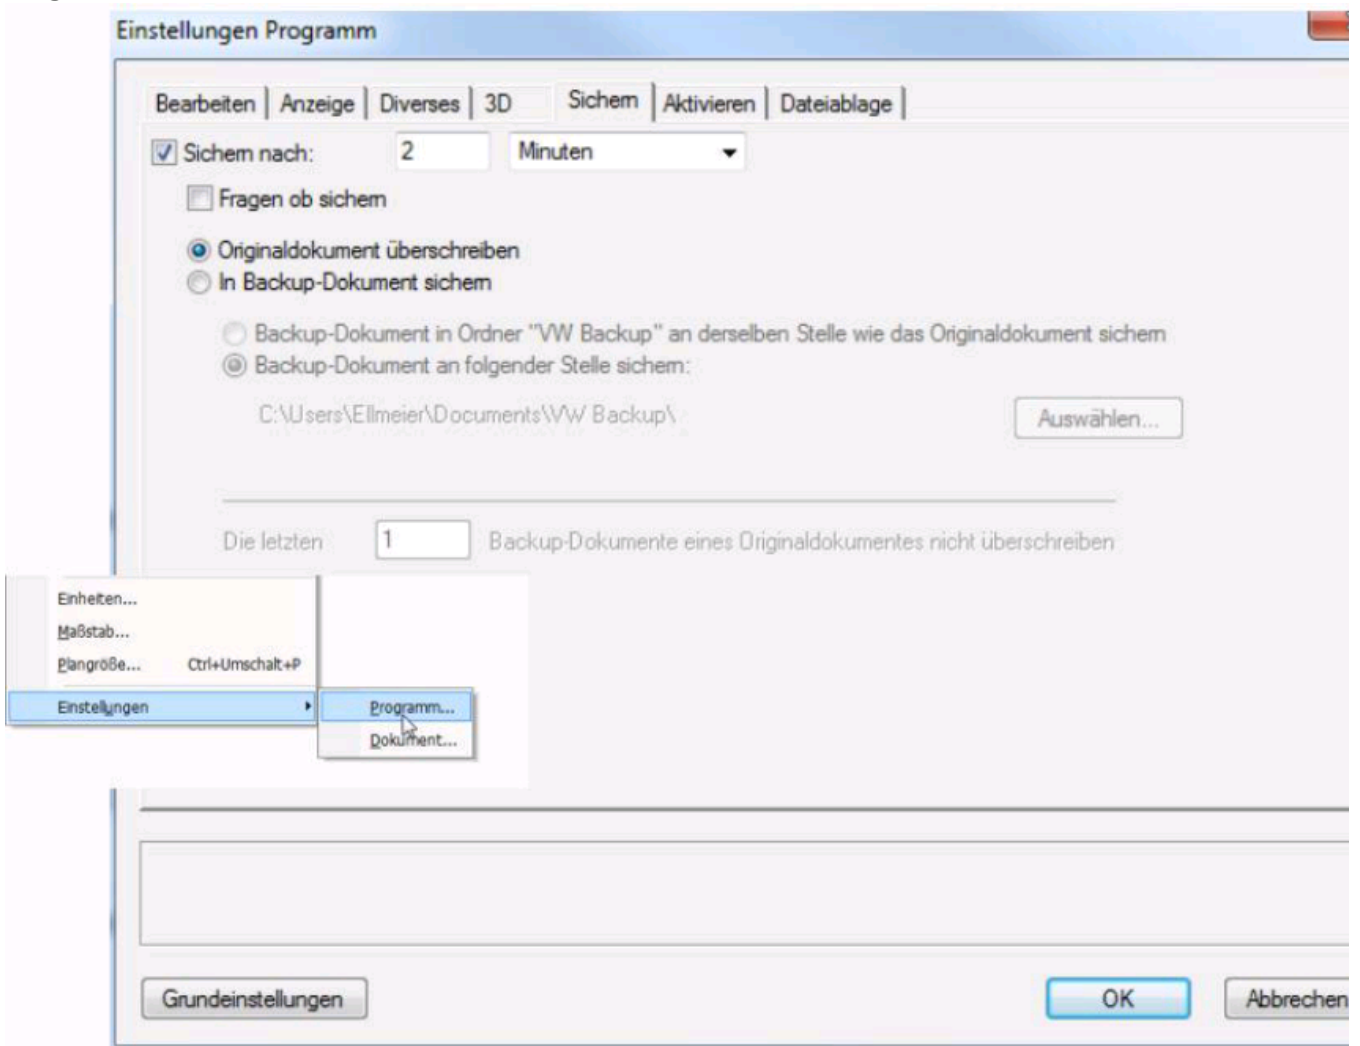 Einstellungen Programm
Bearbeiten Anzeige Diverses 3D Sichern Aktivieren Dateiablage
Sichern nach: 2 Minuten
Fragen ob sichern
Originaldokument überschreiben
In Backup-Dokument sichern
Backup-Dokument in Ordner "VW Backup" an derselben Stelle wie das Originaldokument sichern
Backup-Dokument an folgender Stelle sichern:
C:\Users\Ellmeier\Documents\VW Backup\
Auswählen...
Die letzten 1 Backup-Dokumente eines Originaldokumentes nicht überschreiben
Einheiten...
Maßstab...
Plangröße... Ctrl+Umschalt+P
Einstellungen Programm...
Dokument...
Grundeinstellungen OK Abbrechen